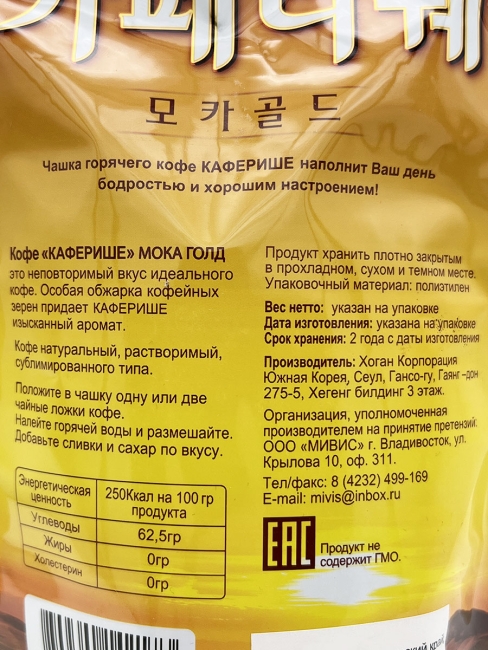 카페리쉐
모카골드
Чашка горячего кофе КАФЕРИШЕ наполнит Ваш день
бодростью и хорошим настроением!
Кофе «КАФЕРИШЕ» МОКА ГОЛД
это неповторимый вкус идеального
кофе. Особая обжарка кофейных
зерен придает КАФЕРИШЕ
изысканный аромат.
Кофе натуральный, растворимый,
сублимированного типа.
Положите в чашку одну или две
чайные ложки кофе.
Налейте горячей воды и размешайте.
Добавьте сливки и сахар по вкусу.
Энергетическая
ценность
250Ккал на 100 гр
продукта
Углеводы
62,5гр
Жиры
0гр
Холестерин
0гр
Продукт хранить плотно закрытым
в прохладном, сухом и темном месте.
Упаковочный материал: полиэтилен
Вес нетто: указан на упаковке
Дата изготовления: указана на упаковке
Срок хранения: 2 года с даты изготовления
Производитель: Хоган Корпорация
Южная Корея, Сеул, Гансо-гу, Гаянг –дон
275-5, Хегенг билдинг 3 этаж.
Организация, уполномоченная
производителем на принятие претензий:
ООО «МИВИС» г. Владивосток, ул.
Крылова 10, оф. 311.
Тел/факс: 8 (4232) 499-169
E-mail: mivis@inbox.ru
EAC
Продукт не
содержит ГМО.